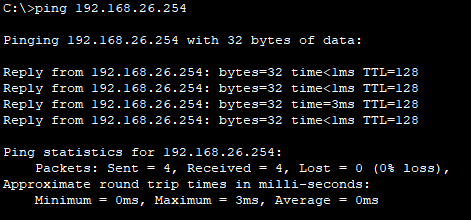 C:\>ping 192.168.26.254
Pinging 192.168.26.254 with 32 bytes of data:
Reply from 192.168.26.254: bytes=32 time<1ms TTL=128
Reply from 192.168.26.254: bytes=32 time<1ms TTL=128
Reply from 192.168.26.254: bytes=32 time=3ms TTL=128
Reply from 192.168.26.254: bytes=32 time<1ms TTL=128
Ping statistics for 192.168.26.254:
Packets: Sent = 4, Received = 4, Lost = 0 (0% loss),
Approximate round trip times in milli-seconds:
Minimum = 0ms, Maximum = 3ms, Average = 0ms